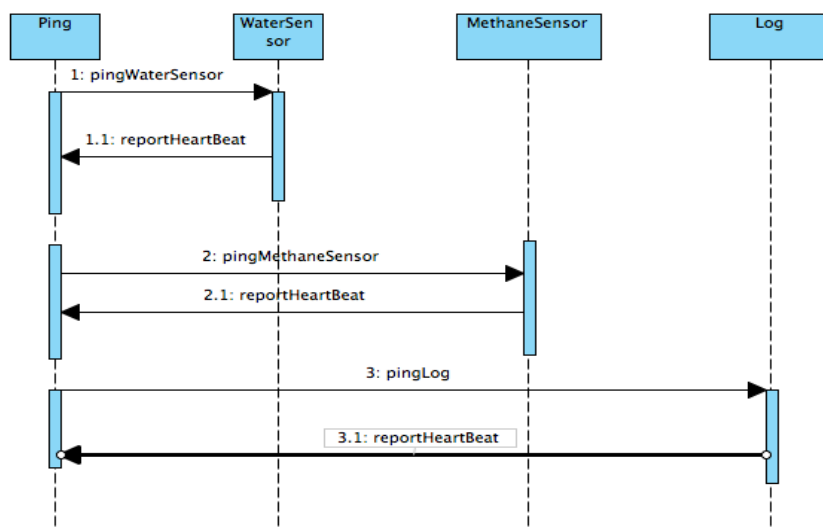 Ping
WaterSen
sor
MethaneSensor
Log
1: pingWaterSensor
1.1: reportHeartBeat
2: pingMethaneSensor
2.1: reportHeartBeat
3: pingLog
3.1: reportHeartBeat